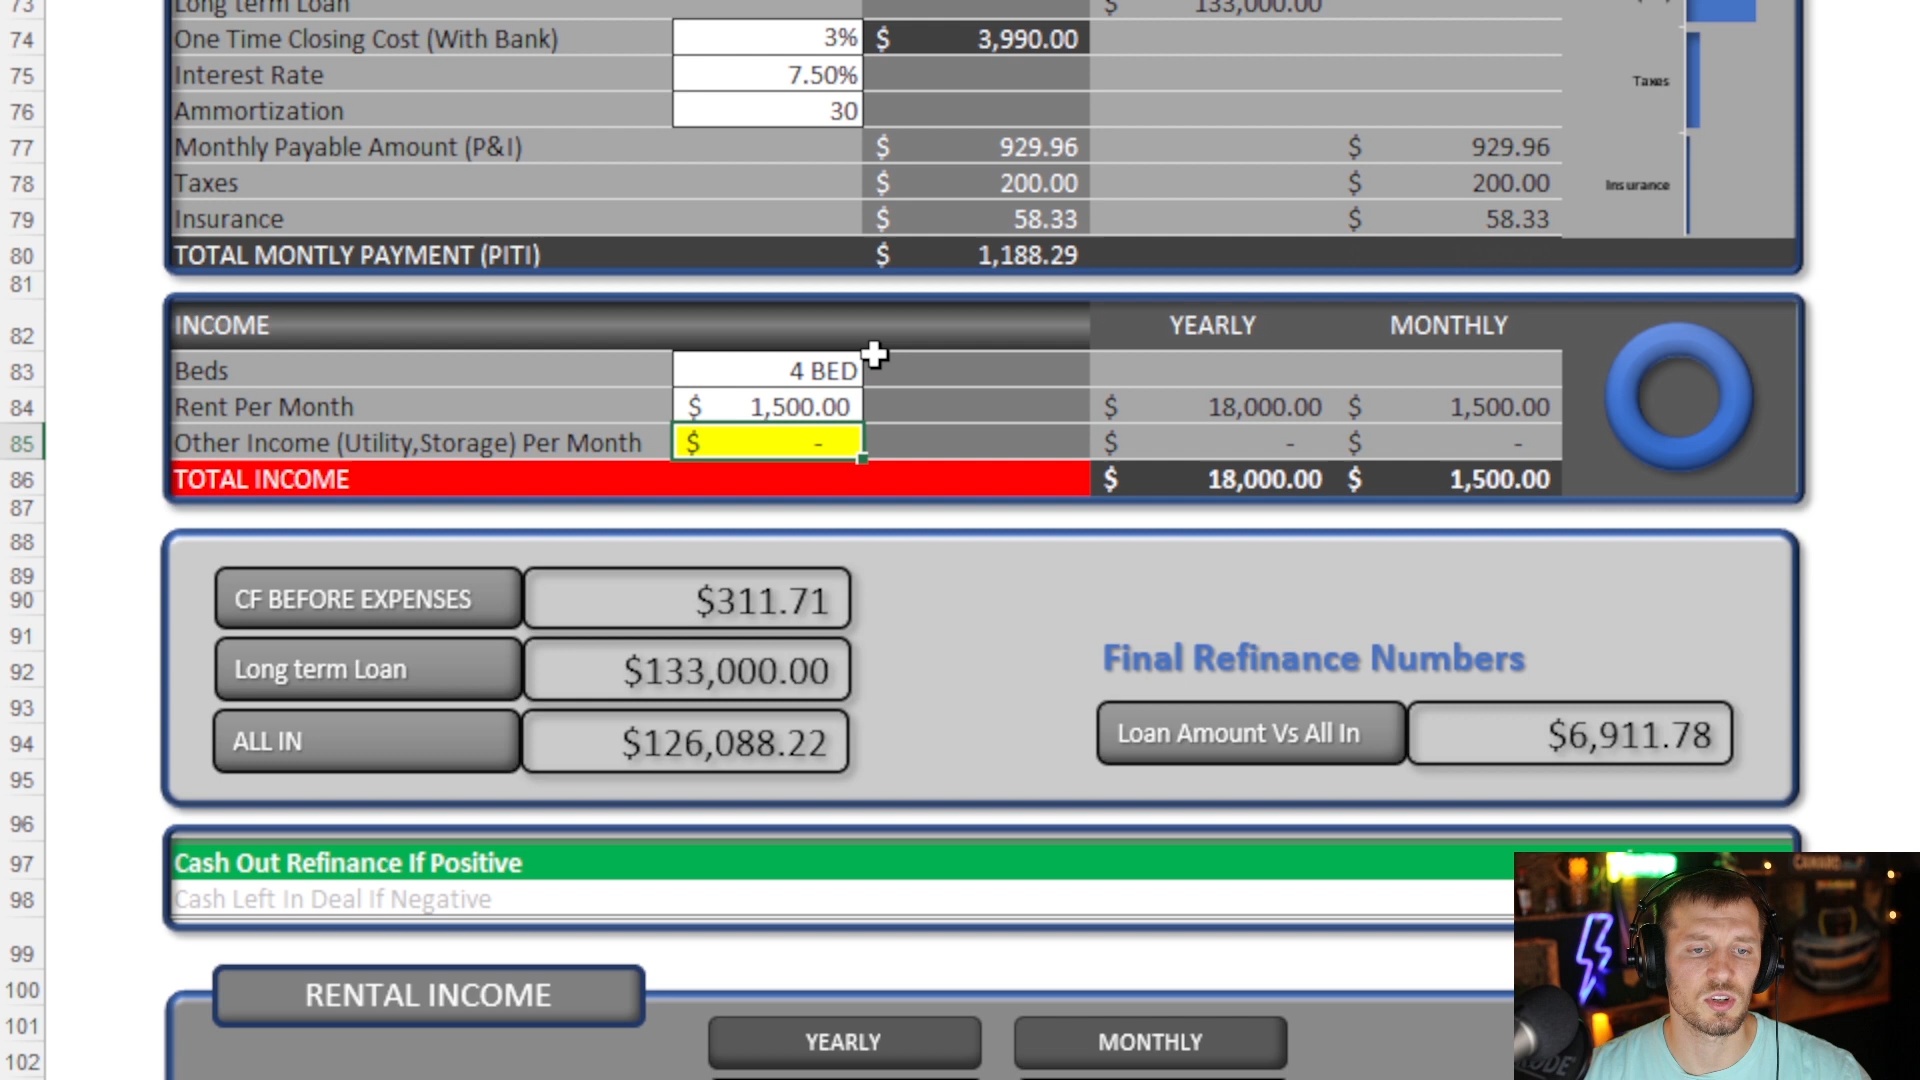 73 Long term Loan $ 133,000.00
74 One Time Closing Cost (With Bank) 3% $ 3,990.00
75 Interest Rate 7.50%
Taxes
76 Ammortization 30
77 Monthly Payable Amount (P&I) $ 929.96 $ 929.96
78 Taxes $ 200.00 $ 200.00
Insurance
79 Insurance $ 58.33 $ 58.33
80 TOTAL MONTLY PAYMENT (PITI) $ 1,188.29
81
82 INCOME YEARLY MONTHLY
83 Beds 4 BED
84 Rent Per Month $ 1,500.00 $ 18,000.00 $ 1,500.00
85 Other Income (Utility,Storage) Per Month $ - $ - $ -
86 TOTAL INCOME $ 18,000.00 $ 1,500.00
87
88
89
90 CF BEFORE EXPENSES $311.71
91
Final Refinance Numbers
92 Long term Loan $133,000.00
93
Loan Amount Vs All In $6,911.78
94 ALL IN $126,088.22
95
96
97 Cash Out Refinance If Positive
98 Cash Left In Deal If Negative
99
100 RENTAL INCOME
101
YEARLY MONTHLY
102